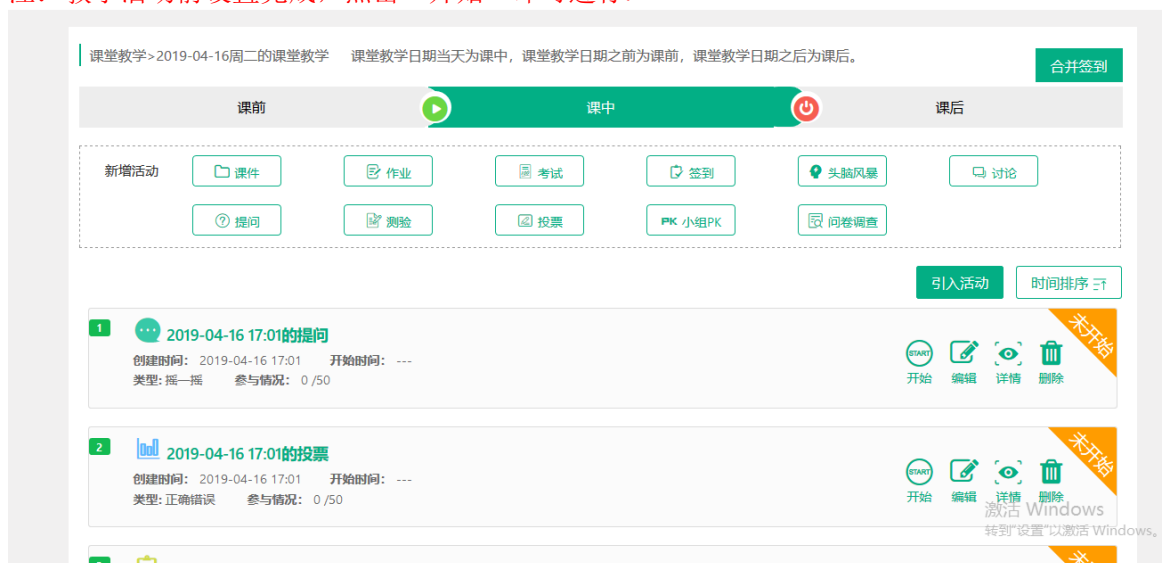 课堂教学>2019-04-16周二的课堂教学 课堂教学日期当天为课中，课堂教学日期之前为课前，课堂教学日期之后为课后。
合并签到
课前 课中 课后
新增活动 课件 作业 考试 签到 头脑风暴 讨论
提问 测验 投票 PK 小组PK 问卷调查
引入活动 时间排序
1 2019-04-16 17:01的提问 未开始
创建时间： 2019-04-16 17:01 开始时间： ---
类型: 摇一摇 参与情况： 0 /50
START
开始 编辑 详情 删除
2 2019-04-16 17:01的投票 未开始
创建时间： 2019-04-16 17:01 开始时间： ---
类型: 正确错误 参与情况： 0 /50
START
开始 编辑 详情 删除
激活 Windows
转到"设置"以激活 Windows。